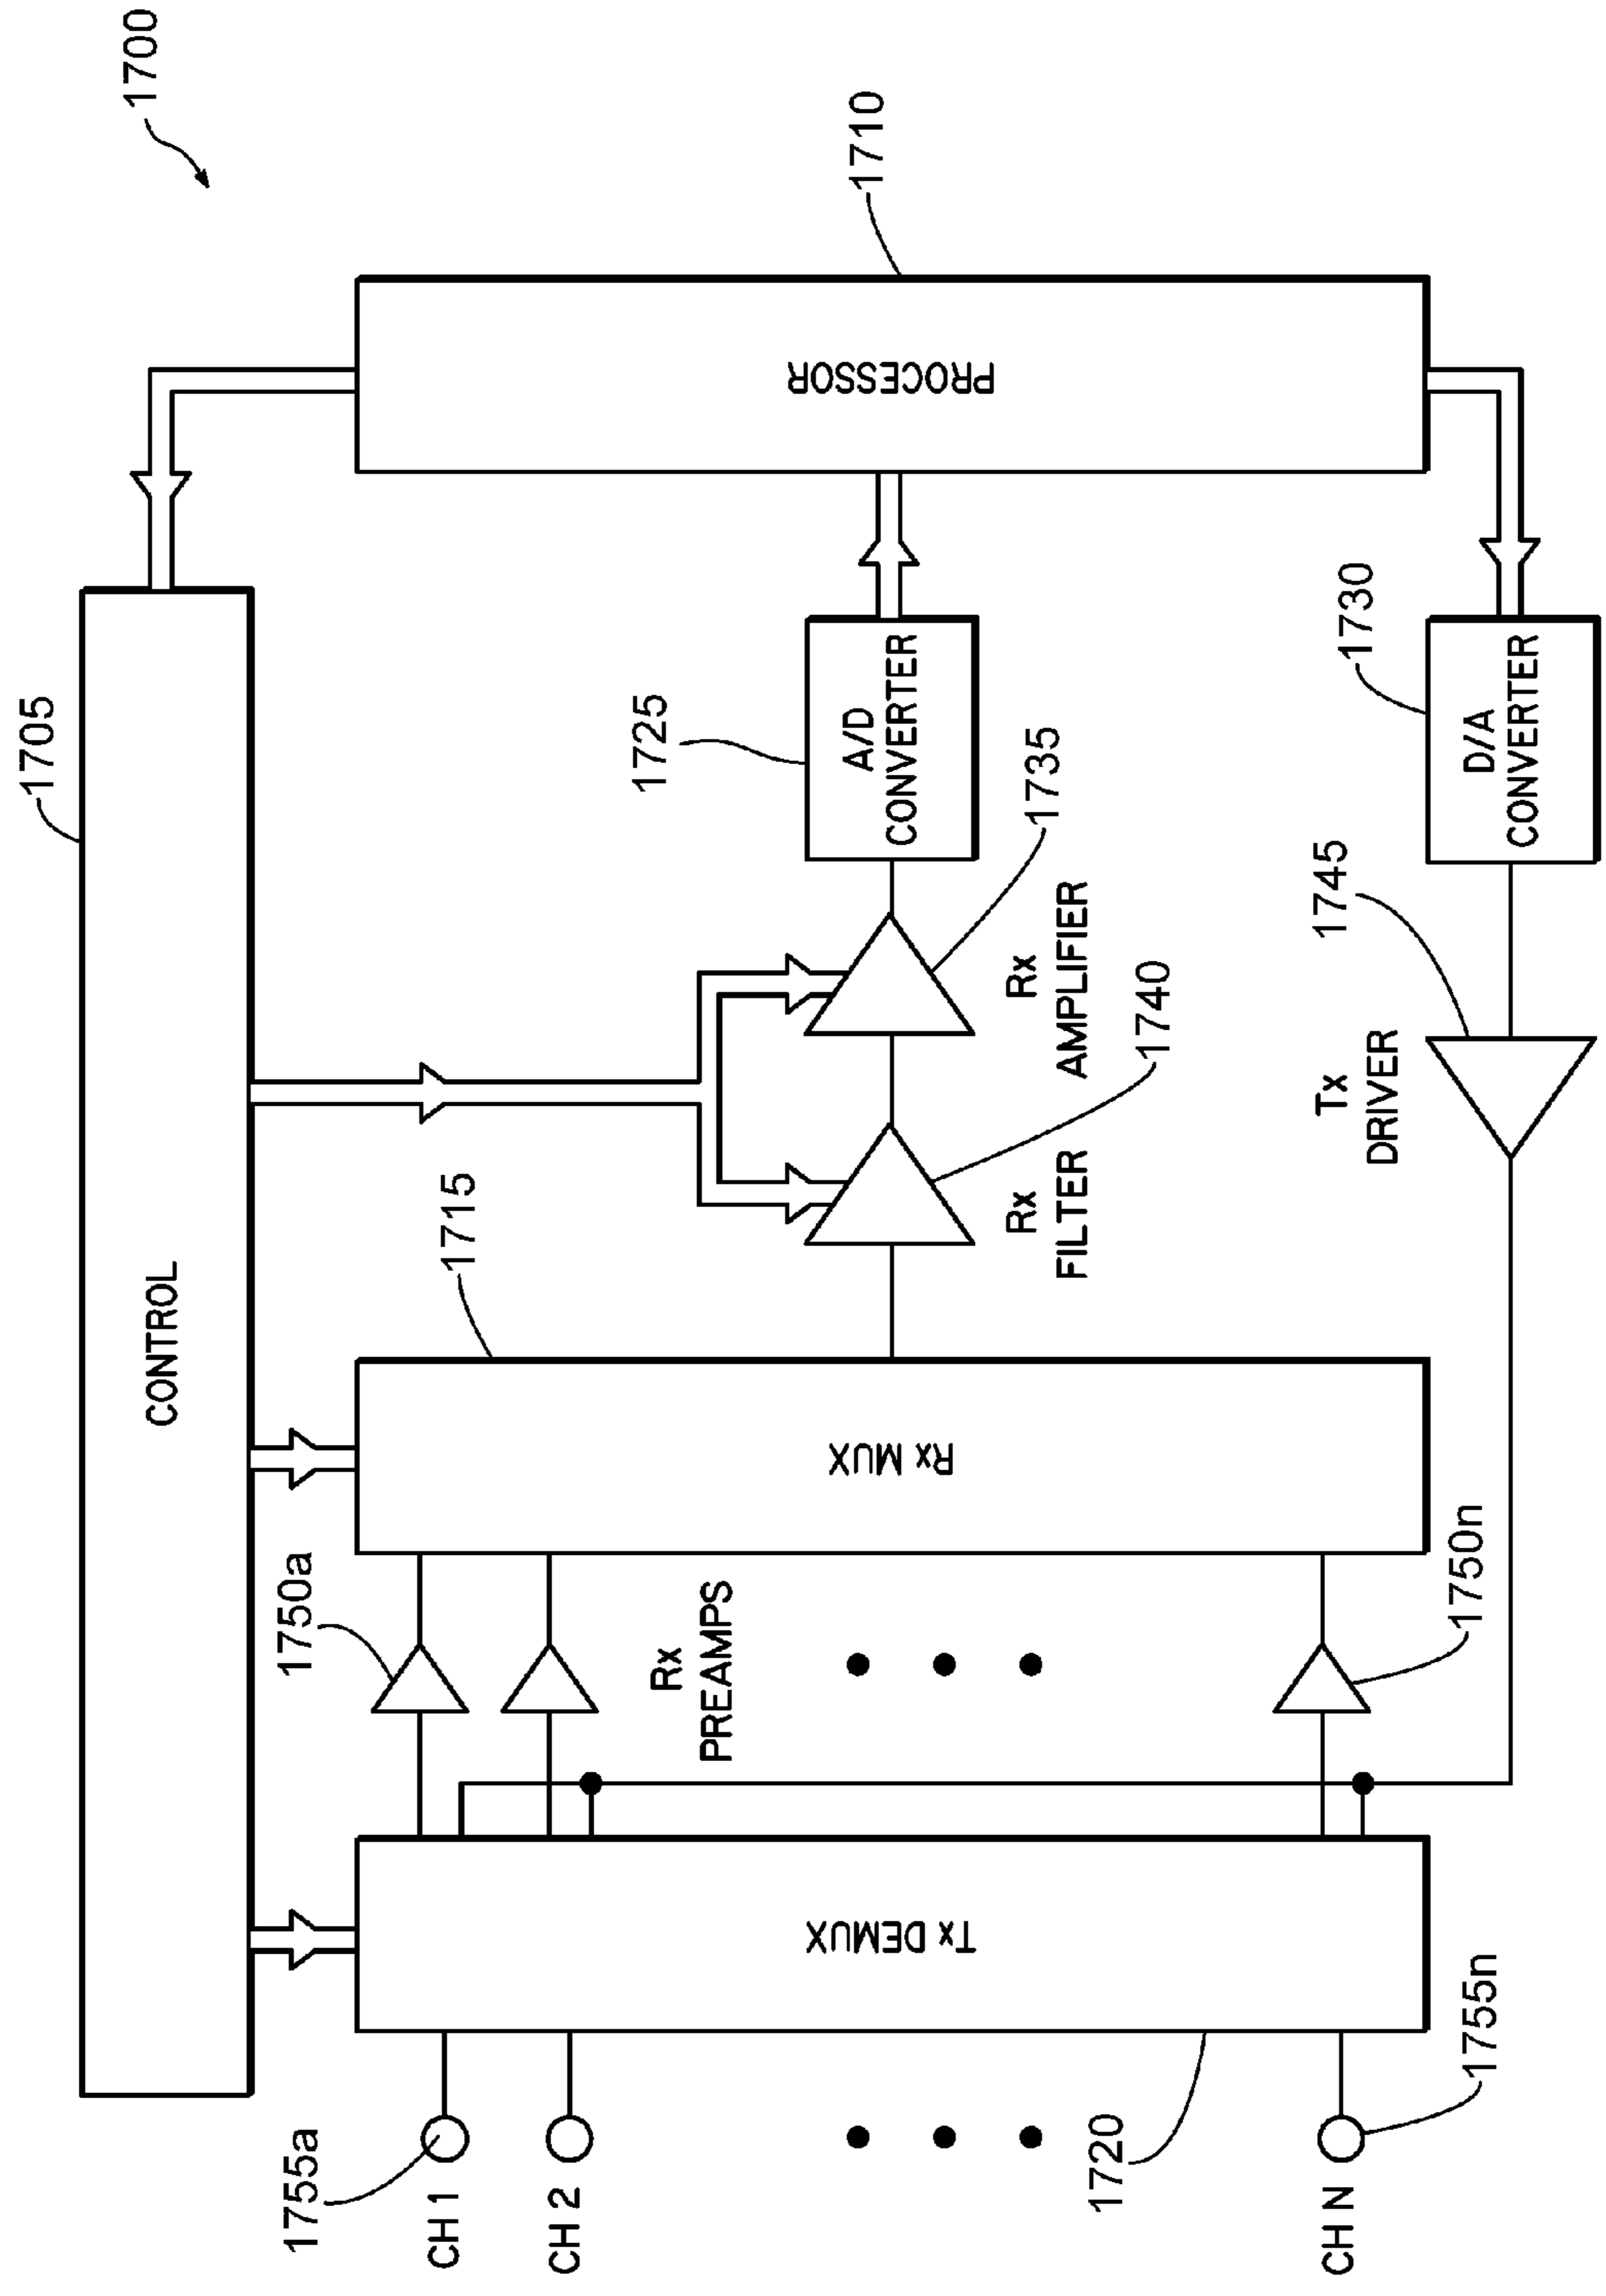 1700
1705
CONTROL
1710
PROCESSOR
1715
Rx MUX
1720
Tx DEMUX
1725
A/D
CONVERTER
1730
D/A
CONVERTER
1735
Rx
AMPLIFIER
1740
Rx
FILTER
1745
Tx
DRIVER
1750a
Rx
PREAMPS
1750n
1755a
CH 1
CH 2
CH N
1755n